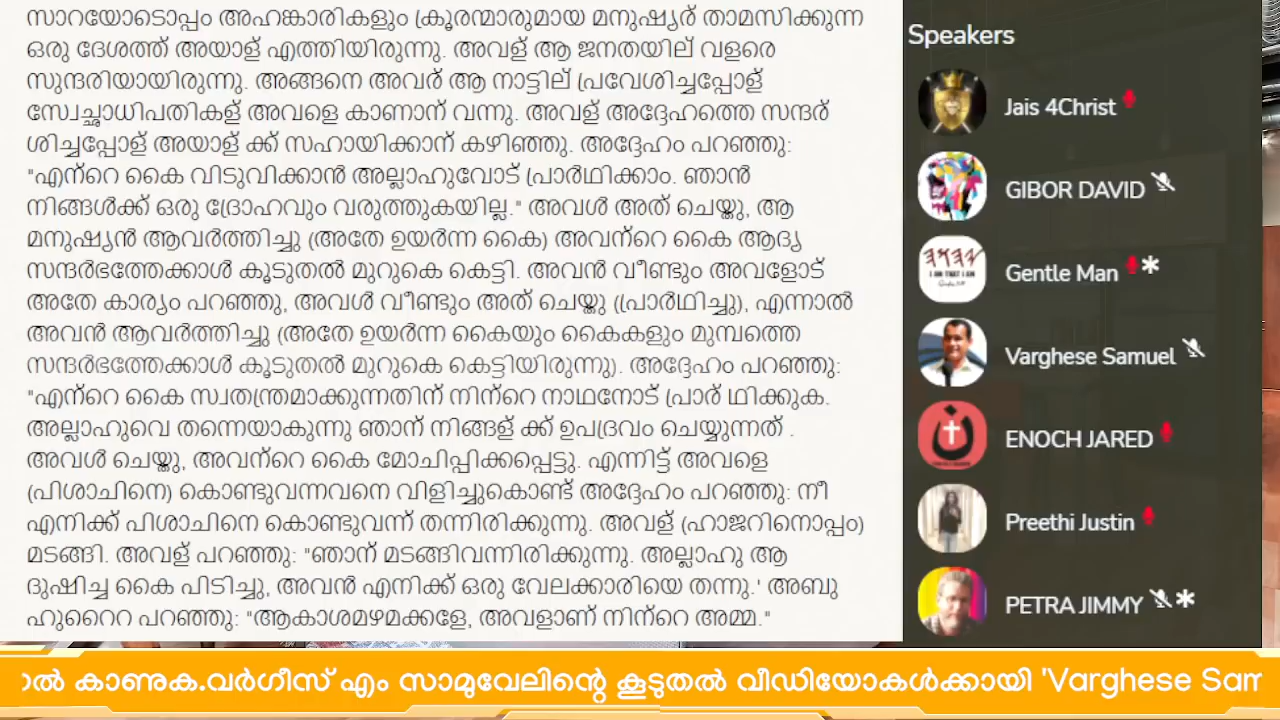 സാറയോടൊപ്പം അഹങ്കാരികളും ക്രൂരന്മാരുമായ മനുഷ്യര് താമസിക്കുന്ന
ഒരു ദേശത്ത് അയാള് എത്തിയിരുന്നു. അവള് ആ ജനതയില് വളരെ
സുന്ദരിയായിരുന്നു. അങ്ങനെ അവര് ആ നാട്ടില് പ്രവേശിച്ചപ്പോള്
സ്വേച്ഛാധിപതികള് അവളെ കാണാന് വന്നു. അവള് അദ്ദേഹത്തെ സന്ദര്
ശിച്ചപ്പോള് അയാള് ക്ക് സഹായിക്കാന് കഴിഞ്ഞു. അദ്ദേഹം പറഞ്ഞു:
"എന്റെ കൈ വിടുവിക്കാൻ അല്ലാഹുവോട് പ്രാർഥിക്കാം. ഞാൻ
നിങ്ങൾക്ക് ഒരു ദ്രോഹവും വരുത്തുകയില്ല." അവൾ അത് ചെയ്തു, ആ
മനുഷ്യൻ ആവർത്തിച്ചു (അതേ ഉയർന്ന കൈ) അവന്റെ കൈ ആദ്യ
സന്ദർഭത്തേക്കാൾ കൂടുതൽ മുറുകെ കെട്ടി. അവൻ വീണ്ടും അവളോട്
അതേ കാര്യം പറഞ്ഞു, അവൾ വീണ്ടും അത് ചെയ്തു (പ്രാർഥിച്ചു), എന്നാൽ
അവൻ ആവർത്തിച്ചു (അതേ ഉയർന്ന കൈയും കൈകളും മുമ്പത്തെ
സന്ദർഭത്തേക്കാൾ കൂടുതൽ മുറുകെ കെട്ടിയിരുന്നു). അദ്ദേഹം പറഞ്ഞു:
"എന്റെ കൈ സ്വതന്ത്രമാക്കുന്നതിന് നിന്റെ നാഥനോട് പ്രാര് ഥിക്കുക.
അല്ലാഹുവെ തന്നെയാകുന്നു ഞാന് നിങ്ങള് ക്ക് ഉപദ്രവം ചെയ്യുന്നത് .
അവൾ ചെയ്തു, അവന്റെ കൈ മോചിപ്പിക്കപ്പെട്ടു. എന്നിട്ട് അവളെ
(പിശാചിനെ) കൊണ്ടുവന്നവനെ വിളിച്ചുകൊണ്ട് അദ്ദേഹം പറഞ്ഞു: നീ
എനിക്ക് പിശാചിനെ കൊണ്ടുവന്ന് തന്നിരിക്കുന്നു. അവള് (ഹാജറിനൊപ്പം)
മടങ്ങി. അവള് പറഞ്ഞു: "ഞാന് മടങ്ങിവന്നിരിക്കുന്നു. അല്ലാഹു ആ
ദുഷിച്ച കൈ പിടിച്ചു, അവൻ എനിക്ക് ഒരു വേലക്കാരിയെ തന്നു.' അബു
ഹുറൈറ പറഞ്ഞു: "ആകാശമഴമക്കളേ, അവളാണ് നിന്റെ അമ്മ."
Speakers
Jais 4Christ
GIBOR DAVID
Gentle Man
I AM THAT I AM
Varghese Samuel
ENOCH JARED
ن
Preethi Justin
PETRA JIMMY
ാൽ കാണുക.വർഗീസ് എം സാമുവേലിന്റെ കൂടുതൽ വീഡിയോകൾക്കായി 'Varghese Sam